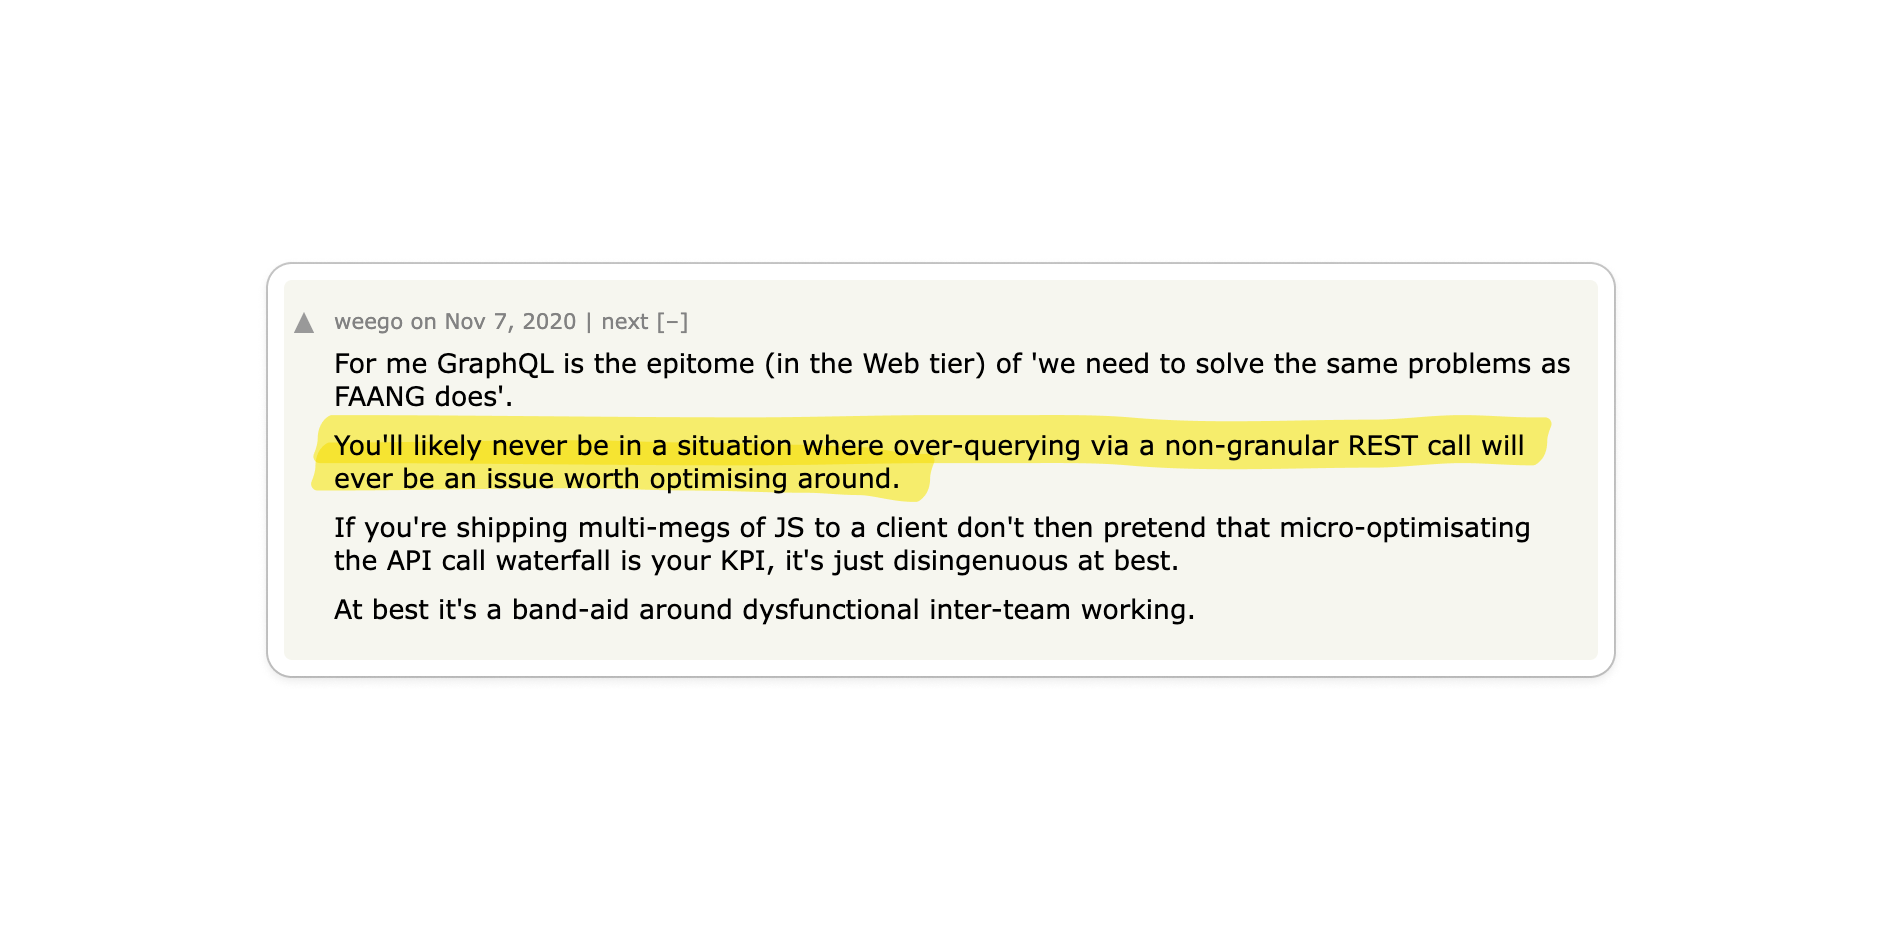 weego on Nov 7, 2020 | next [–]
For me GraphQL is the epitome (in the Web tier) of 'we need to solve the same problems as
FAANG does'.
You'll likely never be in a situation where over-querying via a non-granular REST call will
ever be an issue worth optimising around.
If you're shipping multi-megs of JS to a client don't then pretend that micro-optimisating
the API call waterfall is your KPI, it's just disingenuous at best.
At best it's a band-aid around dysfunctional inter-team working.